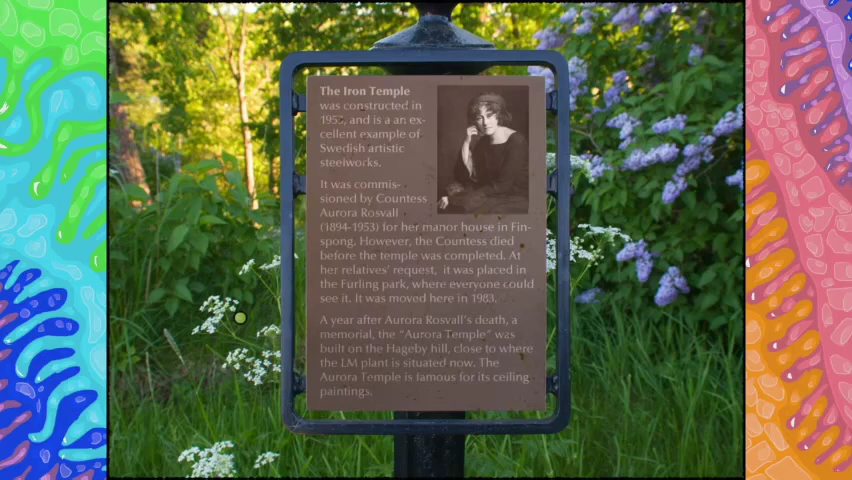 The Iron Temple
was constructed in
1952, and is a an ex-
cellent example of
Swedish artistic
steelworks.
It was commis-
sioned by Countess
Aurora Rosvall
(1894-1953) for her manor house in Fin-
spong. However, the Countess died
before the temple was completed. At
her relatives' request, it was placed in
the Furling park, where everyone could
see it. It was moved here in 1983.
A year after Aurora Rosvall's death, a
memorial, the "Aurora Temple" was
built on the Hageby hill, close to where
the LM plant is situated now. The
Aurora Temple is famous for its ceiling
paintings.